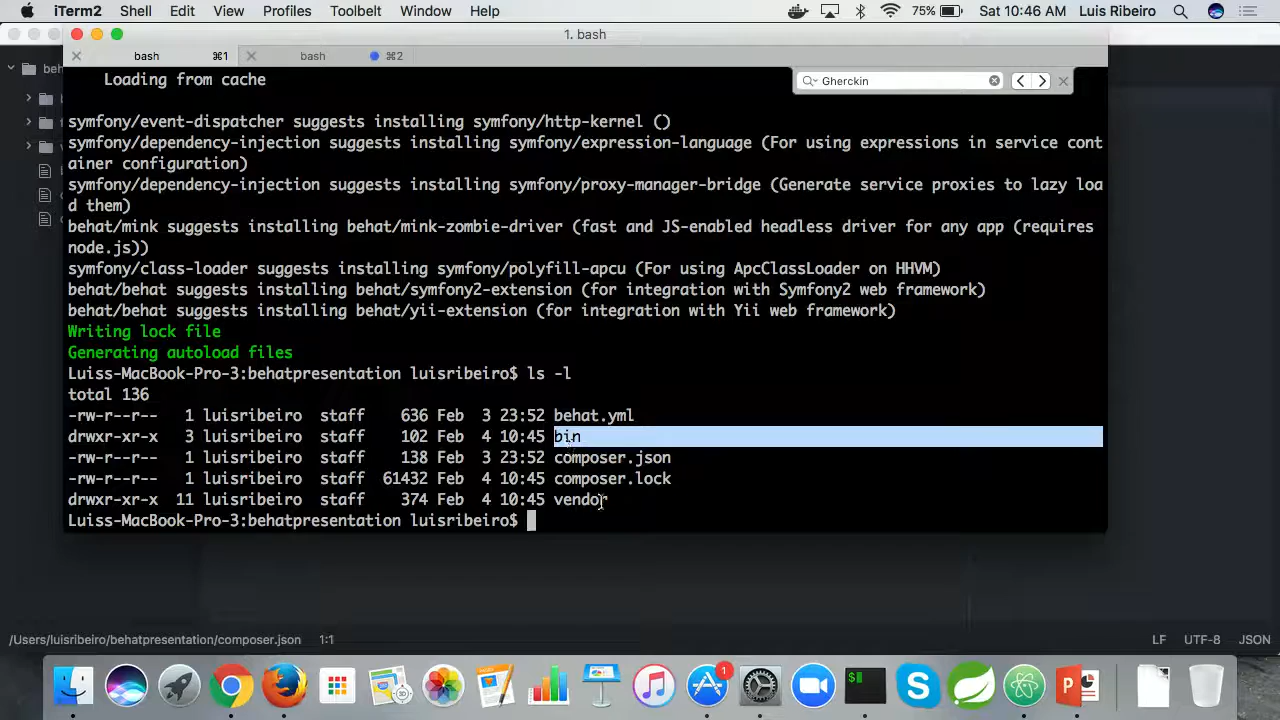 iTerm2 Shell Edit View Profiles Toolbelt Window Help 75% Sat 10:46 AM Luis Ribeiro
1. bash
bash ⌘1 bash ⌘2
beh
Loading from cache
Gherckin
symfony/event-dispatcher suggests installing symfony/http-kernel ()
symfony/dependency-injection suggests installing symfony/expression-language (For using expressions in service cont
ainer configuration)
symfony/dependency-injection suggests installing symfony/proxy-manager-bridge (Generate service proxies to lazy loa
d them)
behat/mink suggests installing behat/mink-zombie-driver (fast and JS-enabled headless driver for any app (requires
node.js))
symfony/class-loader suggests installing symfony/polyfill-apcu (For using ApcClassLoader on HHVM)
behat/behat suggests installing behat/symfony2-extension (for integration with Symfony2 web framework)
behat/behat suggests installing behat/yii-extension (for integration with Yii web framework)
Writing lock file
Generating autoload files
Luiss-MacBook-Pro-3:behatpresentation luisribeiro$ ls -l
total 136
-rw-r--r-- 1 luisribeiro staff 636 Feb 3 23:52 behat.yml
drwxr-xr-x 3 luisribeiro staff 102 Feb 4 10:45 bin
-rw-r--r-- 1 luisribeiro staff 138 Feb 3 23:52 composer.json
-rw-r--r-- 1 luisribeiro staff 61432 Feb 4 10:45 composer.lock
drwxr-xr-x 11 luisribeiro staff 374 Feb 4 10:45 vendor
Luiss-MacBook-Pro-3:behatpresentation luisribeiro$
/Users/luisribeiro/behatpresentation/composer.json 1:1 LF UTF-8 JSON
1